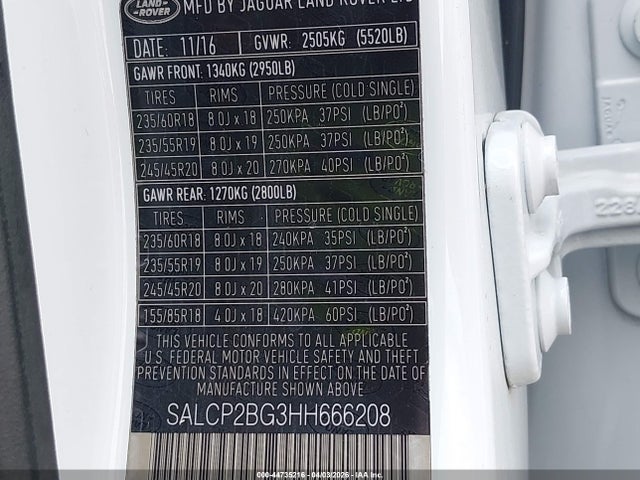 LAND-ROVER
MFD BY JAGUAR LAND ROVER LTD
DATE: 11/16 GVWR: 2505KG (5520LB)
GAWR FRONT: 1340KG (2950LB)
TIRES RIMS PRESSURE (COLD SINGLE)
235/60R18 8.0J x 18 250KPA 37PSI (LB/PO²)
235/55R19 8.0J x 19 250KPA 37PSI (LB/PO²)
245/45R20 8.0J x 20 270KPA 40PSI (LB/PO²)
GAWR REAR: 1270KG (2800LB)
TIRES RIMS PRESSURE (COLD SINGLE)
235/60R18 8.0J x 18 240KPA 35PSI (LB/PO²)
235/55R19 8.0J x 19 250KPA 37PSI (LB/PO²)
245/45R20 8.0J x 20 280KPA 41PSI (LB/PO²)
155/85R18 4.0J x 18 420KPA 60PSI (LB/PO²)
THIS VEHICLE CONFORMS TO ALL APPLICABLE
U.S. FEDERAL MOTOR VEHICLE SAFETY AND THEFT
PREVENTION STANDARDS IN EFFECT ON THE DATE OF
MANUFACTURE SHOWN ABOVE
SALCP2BG3HH666208
000-44735216 - 04/03/2026 -